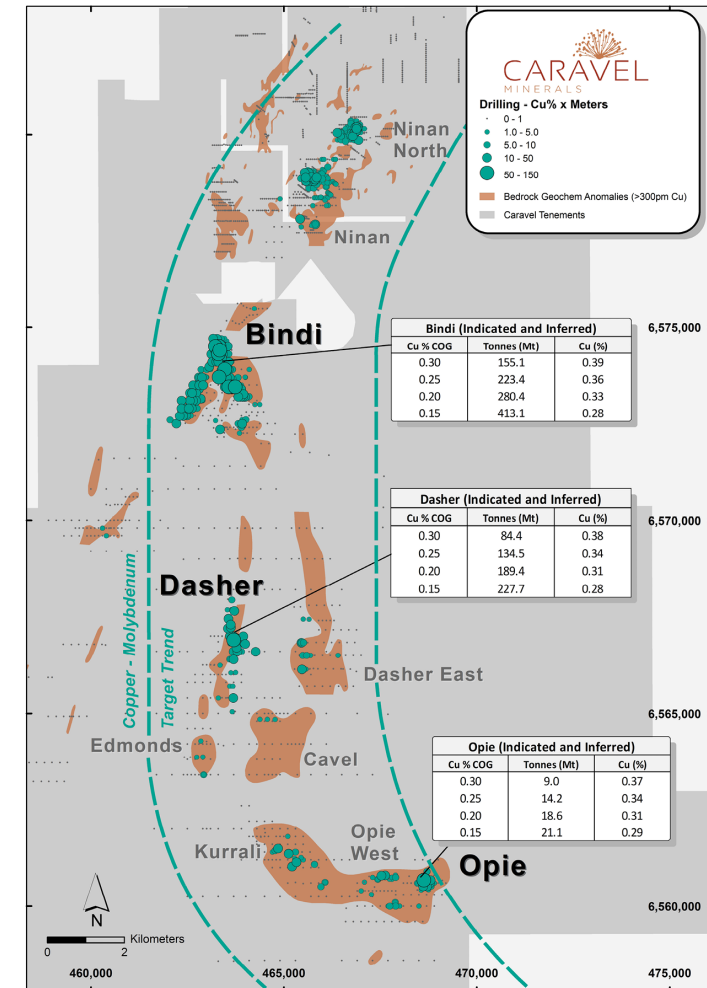 CARAVEL
MINERALS
Drilling - Cu% x Meters
0 - 1
1.0 - 5.0
5.0 - 10
10 - 50
50 - 150
Bedrock Geochem Anomalies (>300pm Cu)
Caravel Tenements
Ninan
North
Ninan
Bindi
6,575,000
Bindi (Indicated and Inferred)
Cu % COG Tonnes (Mt) Cu (%)
0.30 155.1 0.39
0.25 223.4 0.36
0.20 280.4 0.33
0.15 413.1 0.28
6,570,000
Dasher (Indicated and Inferred)
Cu % COG Tonnes (Mt) Cu (%)
0.30 84.4 0.38
0.25 134.5 0.34
0.20 189.4 0.31
0.15 227.7 0.28
Dasher
Copper - Molybdenum
Target Trend
Dasher East
6,565,000
Edmonds
Cavel
Opie (Indicated and Inferred)
Cu % COG Tonnes (Mt) Cu (%)
0.30 9.0 0.37
0.25 14.2 0.34
0.20 18.6 0.31
0.15 21.1 0.29
Kurrali
Opie
West
Opie
6,560,000
N
Kilometers
0 2
460,000 465,000 470,000 475,000